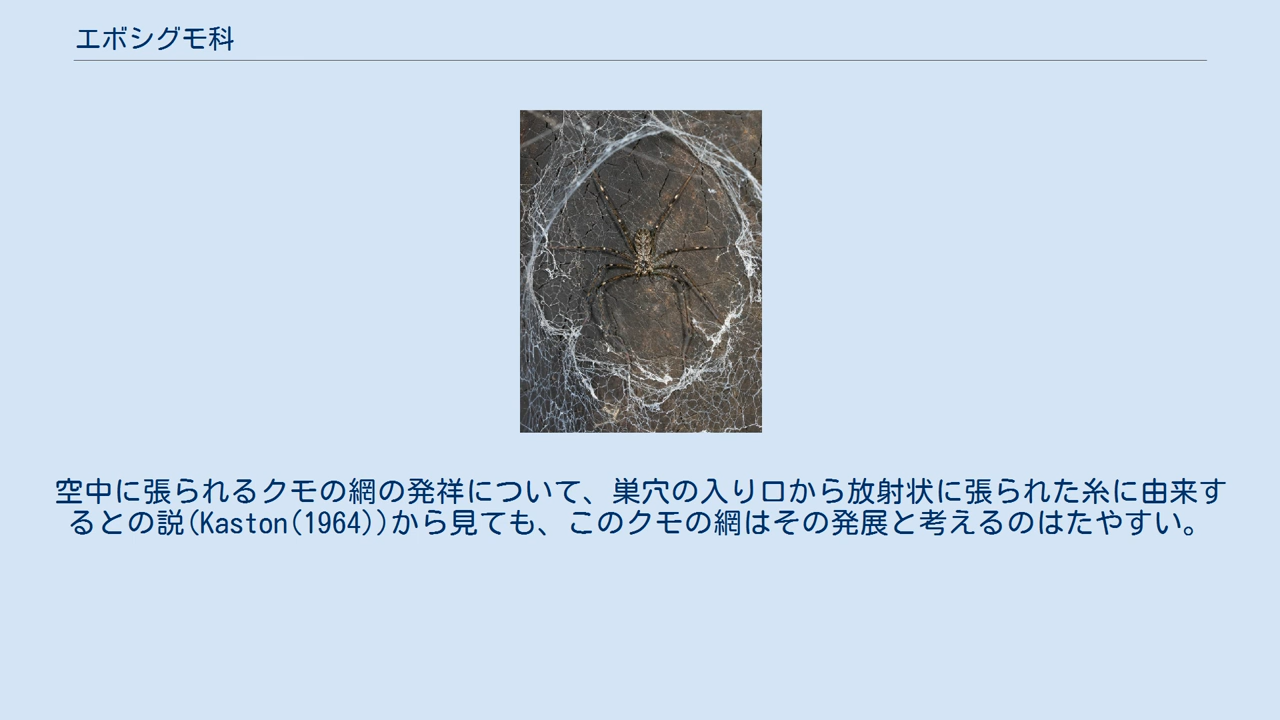 エボシグモ科
空中に張られるクモの網の発祥について、巣穴の入り口から放射状に張られた糸に由来す
るとの説(Kaston(1964))から見ても、このクモの網はその発展と考えるのはたやすい。